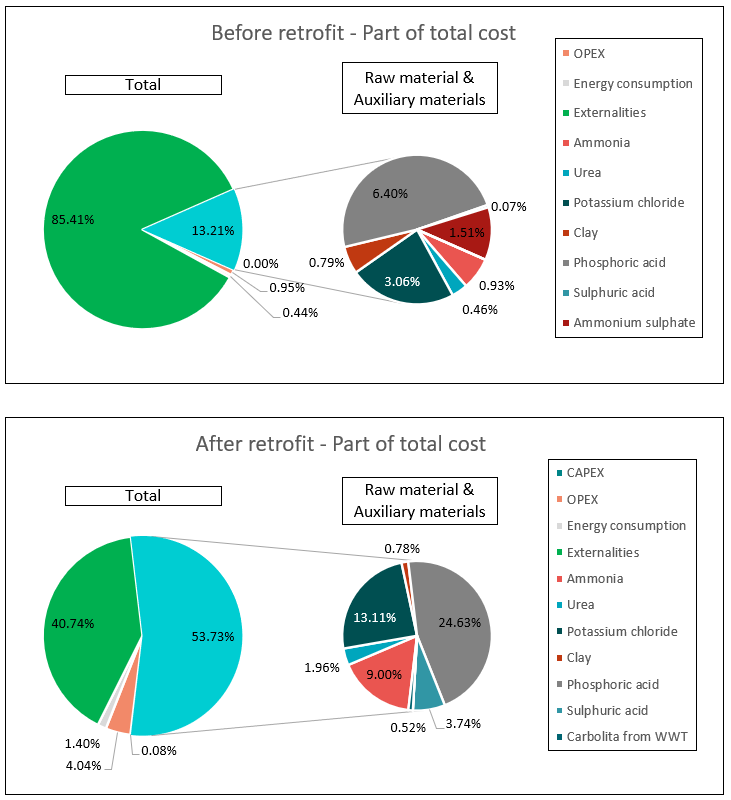 Before retrofit - Part of total cost
Total
Raw material &
Auxiliary materials
85.41%
13.21%
0.00%
0.95%
0.44%
6.40%
0.07%
1.51%
0.93%
0.46%
3.06%
0.79%
OPEX
Energy consumption
Externalities
Ammonia
Urea
Potassium chloride
Clay
Phosphoric acid
Sulphuric acid
Ammonium sulphate
After retrofit - Part of total cost
Total
Raw material &
Auxiliary materials
40.74%
53.73%
1.40%
4.04%
0.08%
0.78%
13.11%
24.63%
1.96%
9.00%
0.52%
3.74%
CAPEX
OPEX
Energy consumption
Externalities
Ammonia
Urea
Potassium chloride
Clay
Phosphoric acid
Sulphuric acid
Carbolita from WWT